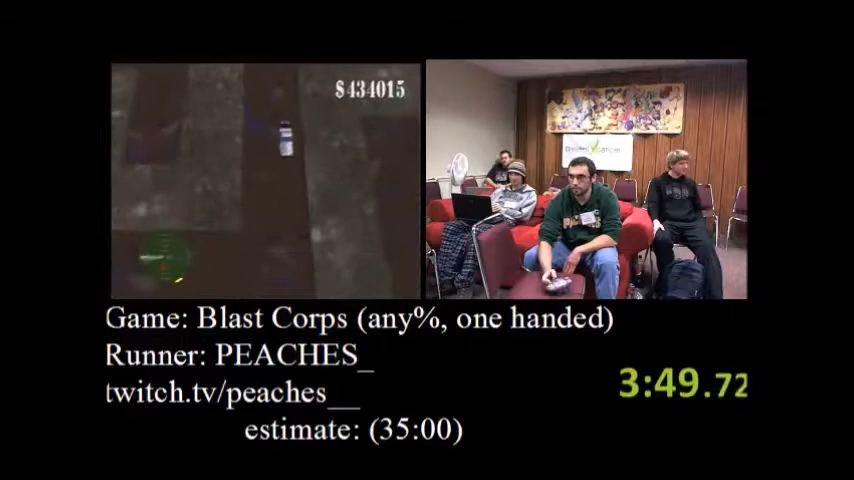 $434015
Game: Blast Corps (any%, one handed)
Runner: PEACHES_
twitch.tv/peaches__
3:49.72
estimate: (35:00)